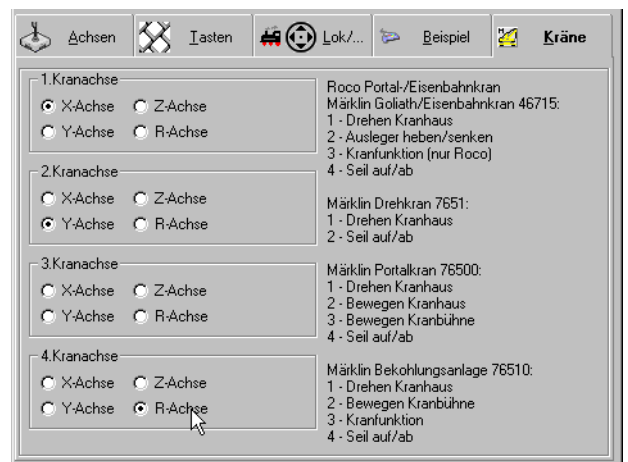 Achsen Tasten Lok/... Beispiel Kräne
1.Kranachse
X-Achse Z-Achse
Y-Achse R-Achse
2.Kranachse
X-Achse Z-Achse
Y-Achse R-Achse
3.Kranachse
X-Achse Z-Achse
Y-Achse R-Achse
4.Kranachse
X-Achse Z-Achse
Y-Achse R-Achse
Roco Portal-/Eisenbahnkran
Märklin Goliath/Eisenbahnkran 46715:
1 - Drehen Kranhaus
2 - Ausleger heben/senken
3 - Kranfunktion (nur Roco)
4 - Seil auf/ab
Märklin Drehkran 7651:
1 - Drehen Kranhaus
2 - Seil auf/ab
Märklin Portalkran 76500:
1 - Drehen Kranhaus
2 - Bewegen Kranhaus
3 - Bewegen Kranbühne
4 - Seil auf/ab
Märklin Bekohlungsanlage 76510:
1 - Drehen Kranhaus
2 - Bewegen Kranbühne
3 - Kranfunktion
4 - Seil auf/ab